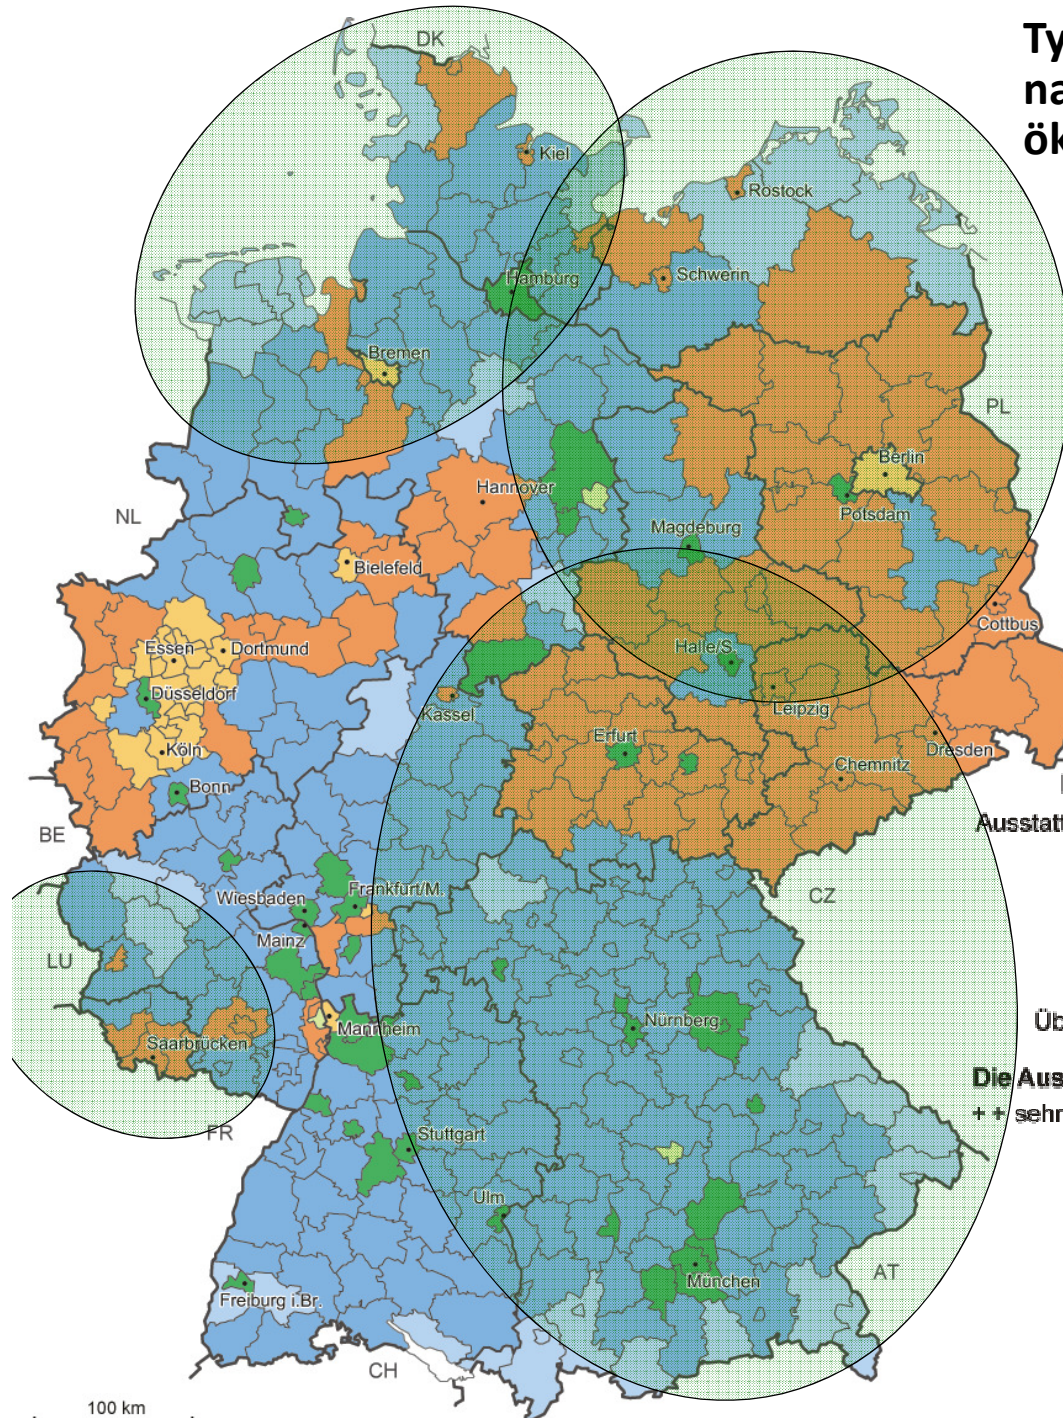 Ty
na
ök
DK
Kiel
Rostock
Hamburg
Schwerin
Bremen
PL
Berlin
Hannover
NL
Potsdam
Magdeburg
Bielefeld
Cottbus
Essen
Dortmund
Halle/S.
Düsseldorf
Kassel
Leipzig
Erfurt
Dresden
Köln
Chemnitz
Bonn
BE
Ausstatt
CZ
Wiesbaden
Frankfurt/M.
Mainz
LU
Nürnberg
Üb
Mannheim
Saarbrücken
Die Aus
++ sehr
FR
Stuttgart
Ulm
AT
München
Freiburg i.Br.
CH
100 km